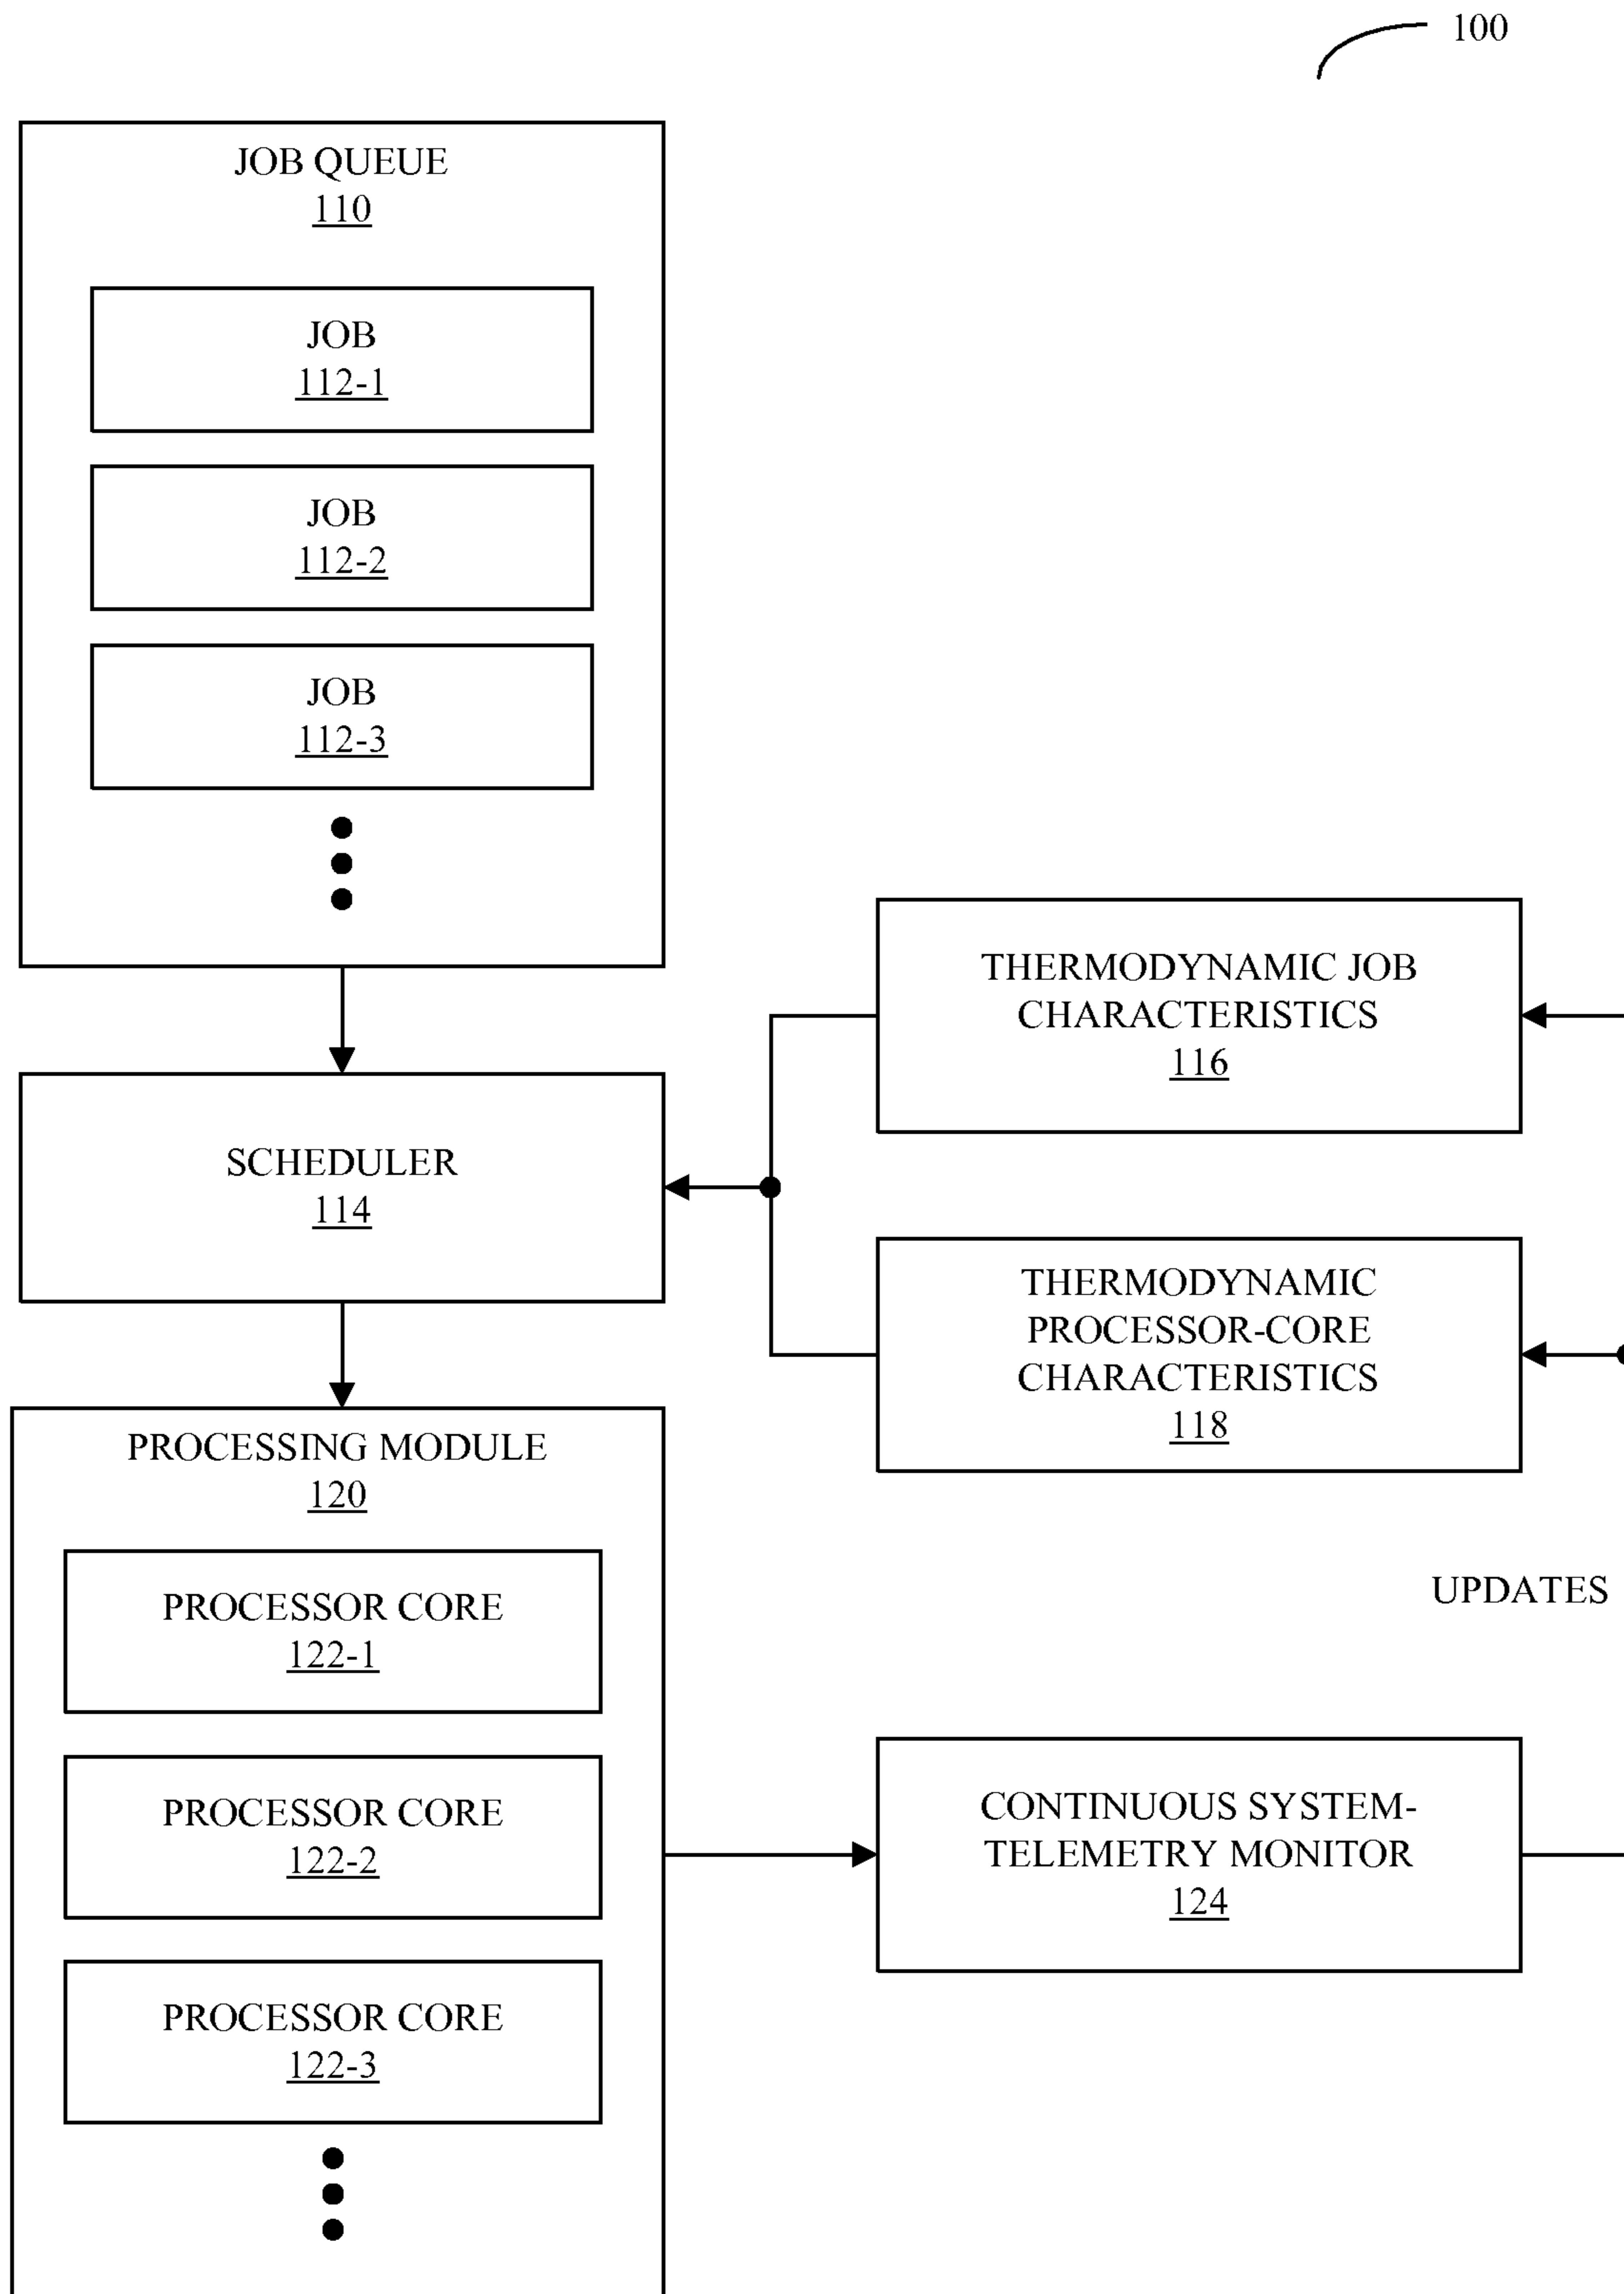 100
JOB QUEUE
110
JOB
112-1
JOB
112-2
JOB
112-3
THERMODYNAMIC JOB
CHARACTERISTICS
116
SCHEDULER
114
THERMODYNAMIC
PROCESSOR-CORE
CHARACTERISTICS
118
PROCESSING MODULE
120
PROCESSOR CORE
122-1
UPDATES
PROCESSOR CORE
122-2
CONTINUOUS SYSTEM-
TELEMETRY MONITOR
124
PROCESSOR CORE
122-3